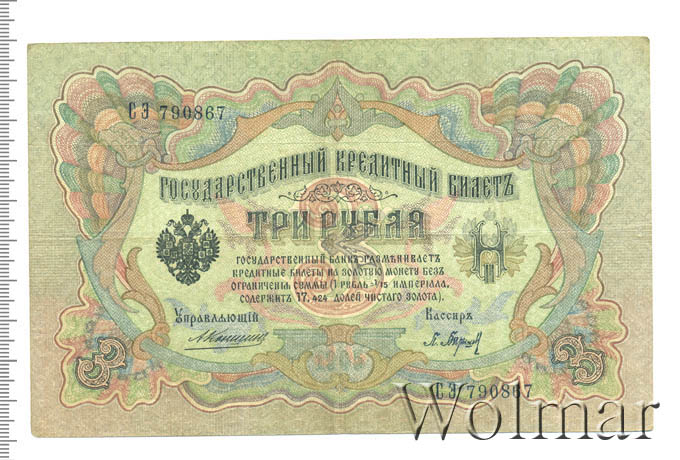 СЭ 790867
ГОСУДАРСТВЕННЫЙ КРЕДИТНЫЙ БИЛЕТЪ
ТРИ РУБЛЯ
ГОСУДАРСТВЕННЫЙ БАНКЪ РАЗМѢНИВАЕТЪ
КРЕДИТНЫЕ БИЛЕТЫ НА ЗОЛОТУЮ МОНЕТУ БЕЗЪ
ОГРАНИЧЕНІЯ СУММЫ (1 РУБЛЬ = 1/15 ИМПЕРІАЛА,
СОДЕРЖИТЪ 17,424 ДОЛЕЙ ЧИСТАГО ЗОЛОТА).
Управляющій Кассиръ
А. Коншинъ
3 3
СЭ 790867
Wolmar